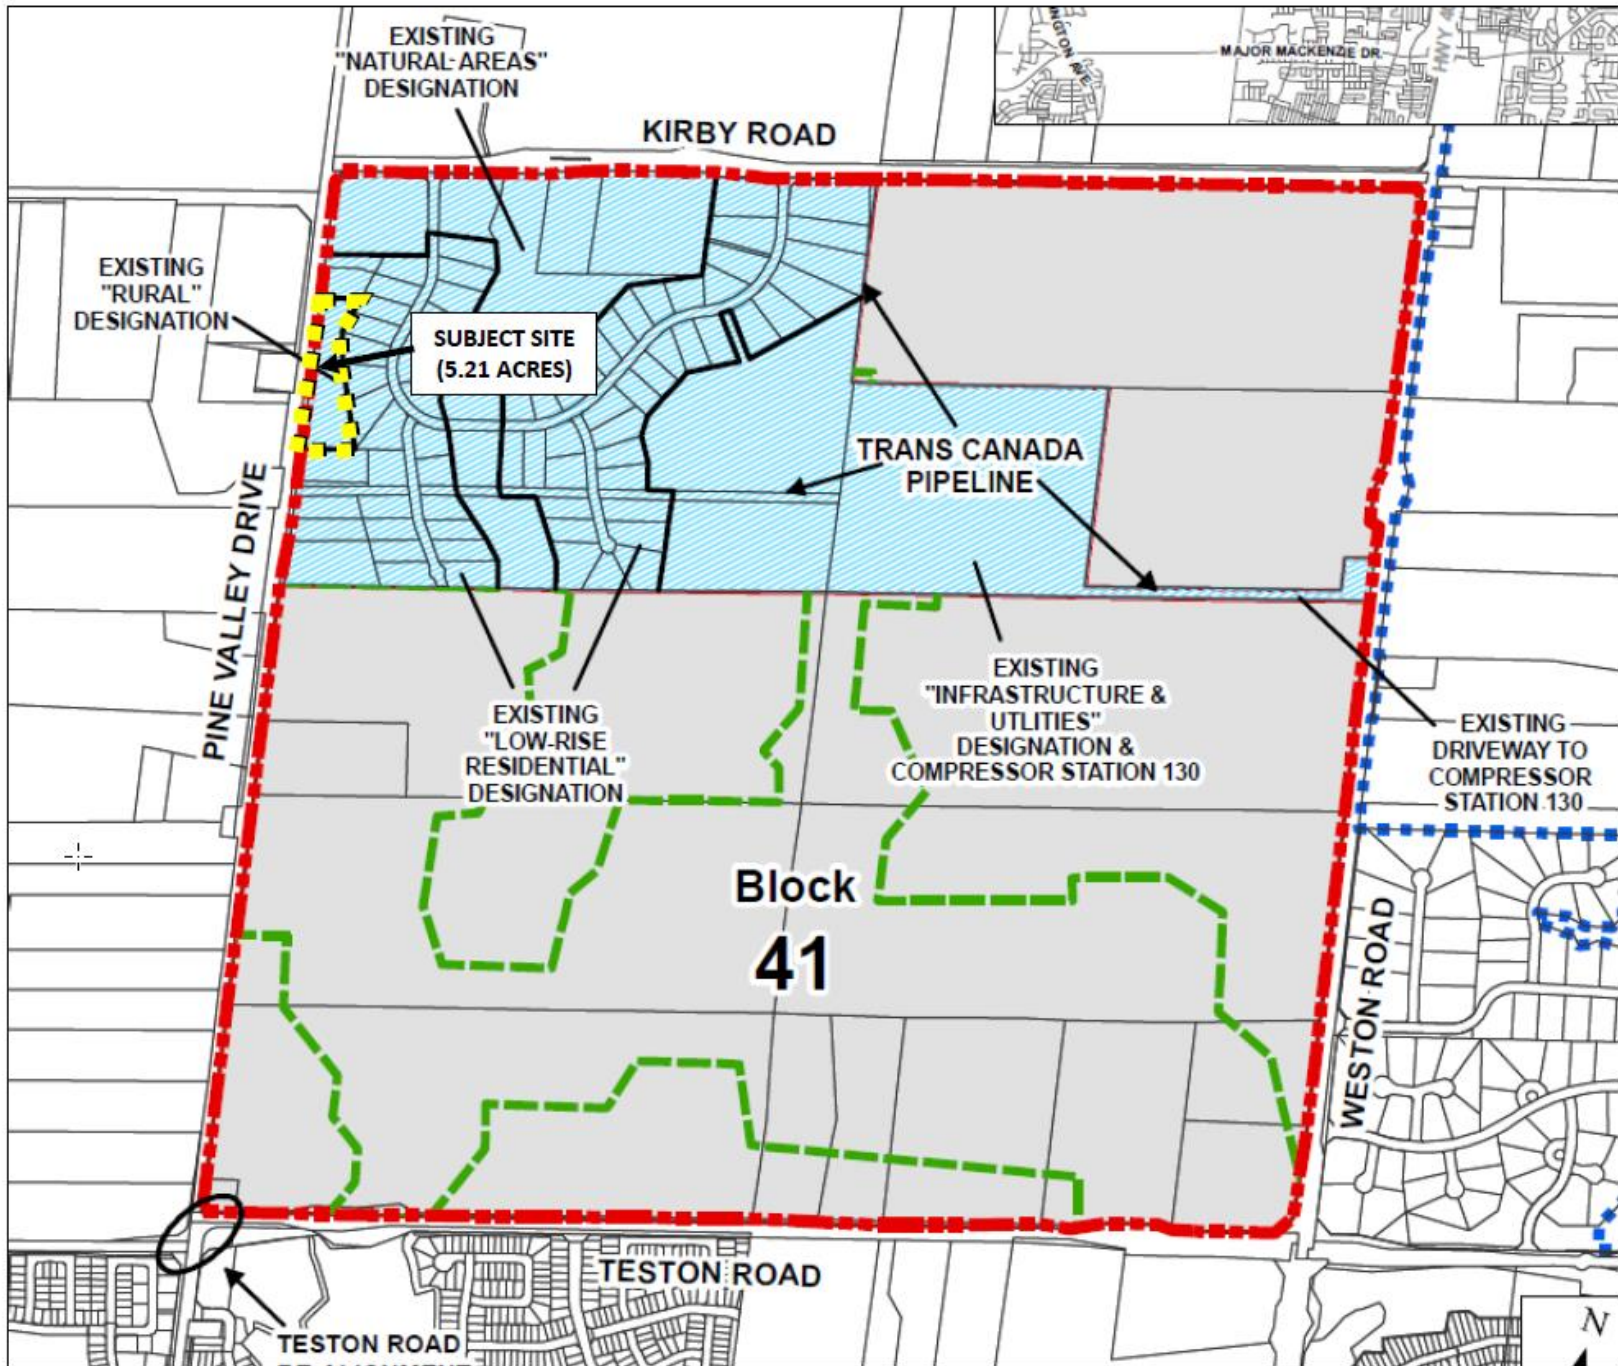 EXISTING
"NATURAL AREAS"
DESIGNATION
MAJOR MACKENZIE DR.
KIRBY ROAD
EXISTING
"RURAL"
DESIGNATION
SUBJECT SITE
(5.21 ACRES)
TRANS CANADA
PIPELINE
PINE VALLEY DRIVE
EXISTING
"LOW-RISE
RESIDENTIAL"
DESIGNATION
EXISTING
"INFRASTRUCTURE &
UTLITIES"
DESIGNATION &
COMPRESSOR STATION 130
EXISTING
DRIVEWAY TO
COMPRESSOR
STATION 130
Block
41
WESTON ROAD
TESTON ROAD
TESTON ROAD
N